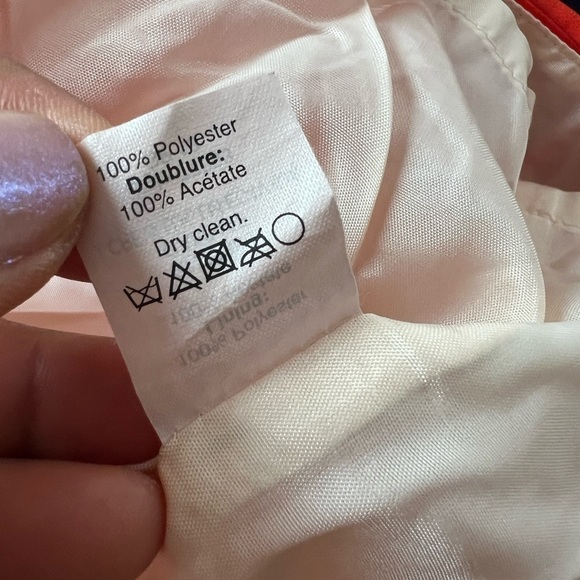 100% Polyester
Doublure:
100% Acétate
Dry clean.